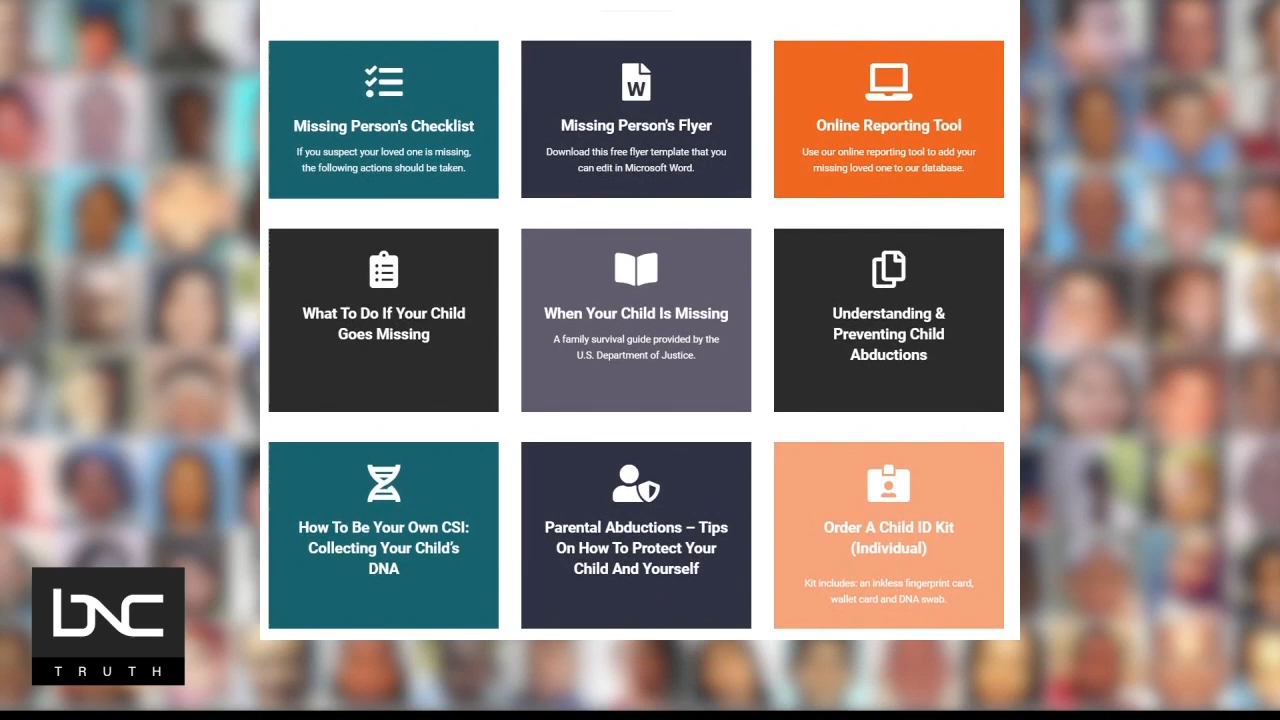 Missing Person's Checklist
If you suspect your loved one is missing,
the following actions should be taken.
W
Missing Person's Flyer
Download this free flyer template that you
can edit in Microsoft Word.
Online Reporting Tool
Use our online reporting tool to add your
missing loved one to our database.
What To Do If Your Child
Goes Missing
When Your Child Is Missing
A family survival guide provided by the
U.S. Department of Justice.
Understanding &
Preventing Child
Abductions
How To Be Your Own CSI:
Collecting Your Child’s
DNA
Parental Abductions – Tips
On How To Protect Your
Child And Yourself
Order A Child ID Kit
(Individual)
Kit includes: an inkless fingerprint card,
wallet card and DNA swab.
BNC
TRUTH